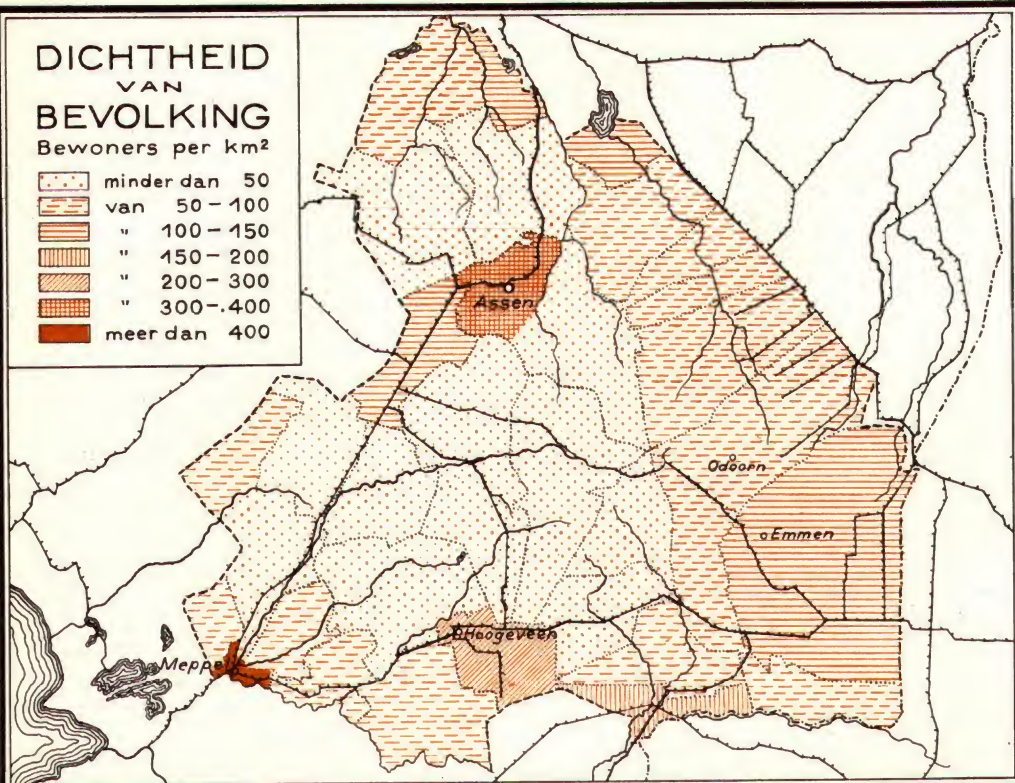 DICHTHEID
VAN
BEVOLKING
Bewoners per km²
minder dan 50
van 50-100
" 100-150
" 150-200
" 200-300
" 300-.400
meer dan 400
Assen
Odoorn
Emmen
Hoogeveen
Meppel